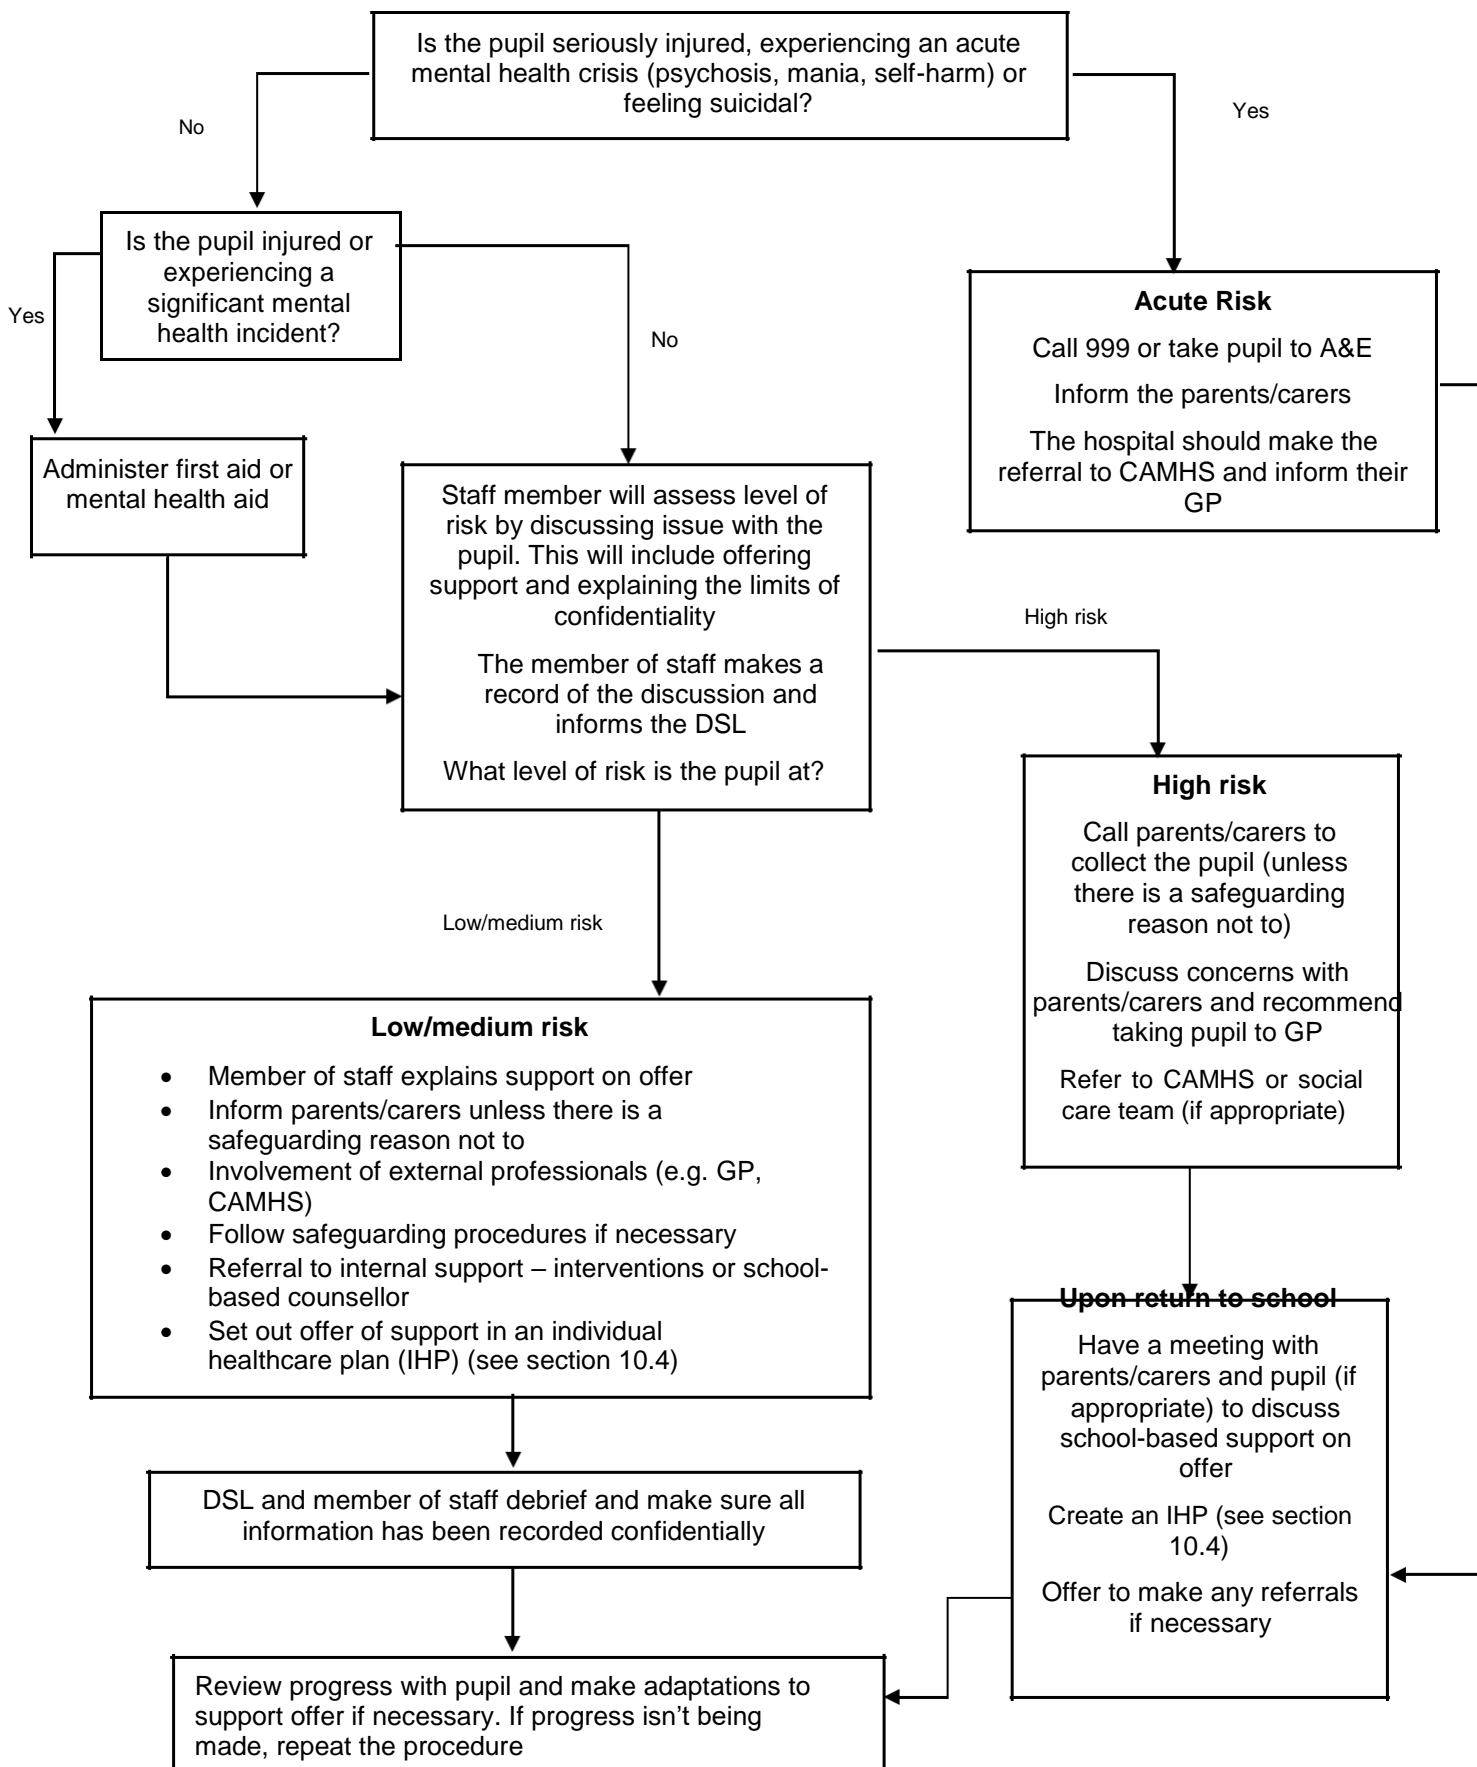 Is the pupil seriously injured, experiencing an acute
mental health crisis (psychosis, mania, self-harm) or
feeling suicidal?
No
Yes
Is the pupil injured or
experiencing a
significant mental
health incident?
Yes
No
Acute Risk
Call 999 or take pupil to A&E
Inform the parents/carers
The hospital should make the
referral to CAMHS and inform their
GP
Administer first aid or
mental health aid
Staff member will assess level of
risk by discussing issue with the
pupil. This will include offering
support and explaining the limits of
confidentiality
The member of staff makes a
record of the discussion and
informs the DSL
What level of risk is the pupil at?
High risk
High risk
Call parents/carers to
collect the pupil (unless
there is a safeguarding
reason not to)
Discuss concerns with
parents/carers and recommend
taking pupil to GP
Refer to CAMHS or social
care team (if appropriate)
Low/medium risk
Low/medium risk
• Member of staff explains support on offer
• Inform parents/carers unless there is a
safeguarding reason not to
• Involvement of external professionals (e.g. GP,
CAMHS)
• Follow safeguarding procedures if necessary
• Referral to internal support – interventions or school-
based counsellor
• Set out offer of support in an individual
healthcare plan (IHP) (see section 10.4)
Upon return to school
Have a meeting with
parents/carers and pupil (if
appropriate) to discuss
school-based support on
offer
Create an IHP (see section
10.4)
Offer to make any referrals
if necessary
DSL and member of staff debrief and make sure all
information has been recorded confidentially
Review progress with pupil and make adaptations to
support offer if necessary. If progress isn't being
made, repeat the procedure